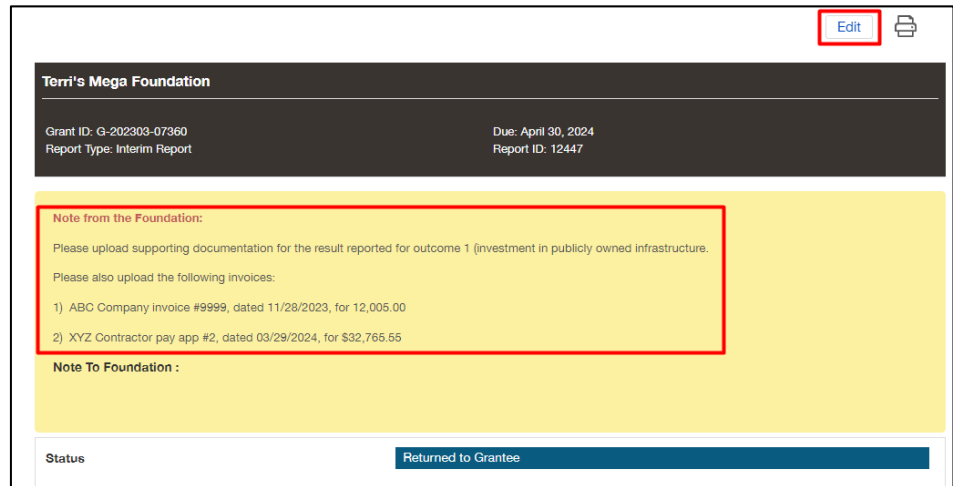 Edit
Terri's Mega Foundation
Grant ID: G-202303-07360
Due: April 30, 2024
Report Type: Interim Report
Report ID: 12447
Note from the Foundation:
Please upload supporting documentation for the result reported for outcome 1 (investment in publicly owned infrastructure.
Please also upload the following invoices:
1) ABC Company invoice #9999, dated 11/28/2023, for 12,005.00
2) XYZ Contractor pay app #2, dated 03/29/2024, for $32,765.55
Note To Foundation :
Status
Returned to Grantee